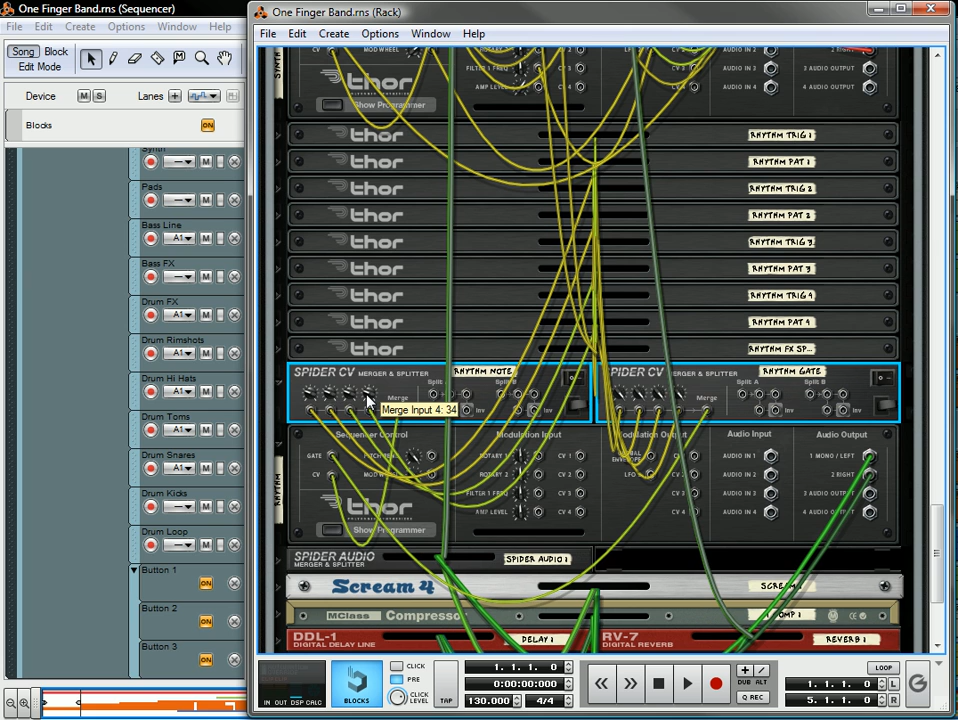 One Finger Band.rns (Sequencer)
File Edit Create Options Window Help
Song Block
Edit Mode
Device M S Lanes
Blocks ON
Synth
M
Pads
M
Bass Line
A1 M
Bass FX
M
Drum FX
A1 M
Drum Rimshots
A1 M
Drum Hi Hats
A1 M
Drum Toms
A1 M
Drum Snares
A1 M
Drum Kicks
A1 M
Drum Loop
A1 M
Button 1
ON
Button 2
ON
Button 3
ON
One Finger Band.rns (Rack)
File Edit Create Options Window Help
CV MOD WHEEL AUDIO IN 2
FILTER 1 FREQ CV 3 AUDIO IN 3 3 AUDIO OUTPUT
thor AMP LEVEL CV 4 AUDIO IN 4 4 AUDIO OUTPUT
Show Programmer
thor RHYTHM TRIG 1
thor RHYTHM PAT 1
thor RHYTHM TRIG 2
thor RHYTHM PAT 2
thor RHYTHM TRIG 3
thor RHYTHM PAT 3
thor RHYTHM TRIG 4
thor RHYTHM PAT 4
thor RHYTHM FX SP...
SPIDER CV MERGER & SPLITTER RHYTHM NOTE
Merge Split A Split B Inv
Merge Input 4: 34
SPIDER CV MERGER & SPLITTER RHYTHM GATE
Merge Split A Split B Inv Inv
Sequencer Control Modulation Input Modulation Output Audio Input Audio Output
RHYTHM
GATE ROTARY 1 CV 1 AUDIO IN 1 1 MONO / LEFT
CV MOD WHEEL ROTARY 2 CV 2 LFO AUDIO IN 2 2 RIGHT
FILTER 1 FREQ CV 3 AUDIO IN 3 3 AUDIO OUTPUT
thor AMP LEVEL CV 4 AUDIO IN 4 4 AUDIO OUTPUT
Show Programmer
SPIDER AUDIO MERGER & SPLITTER SPIDER AUDIO 1
Scream 4
MClass Compressor COMP 1
DDL-1 DIGITAL DELAY LINE DELAY 1
RV-7 DIGITAL REVERB REVERB 1
IN OUT DSP CALC
BLOCKS
CLICK
PRE
CLICK LEVEL
TAP
1. 1. 1. 0
0:00:00:000
130.000 4/4
DUB ALT
Q REC
LOOP
1. 1. 1. 0 L
5. 1. 1. 0 R